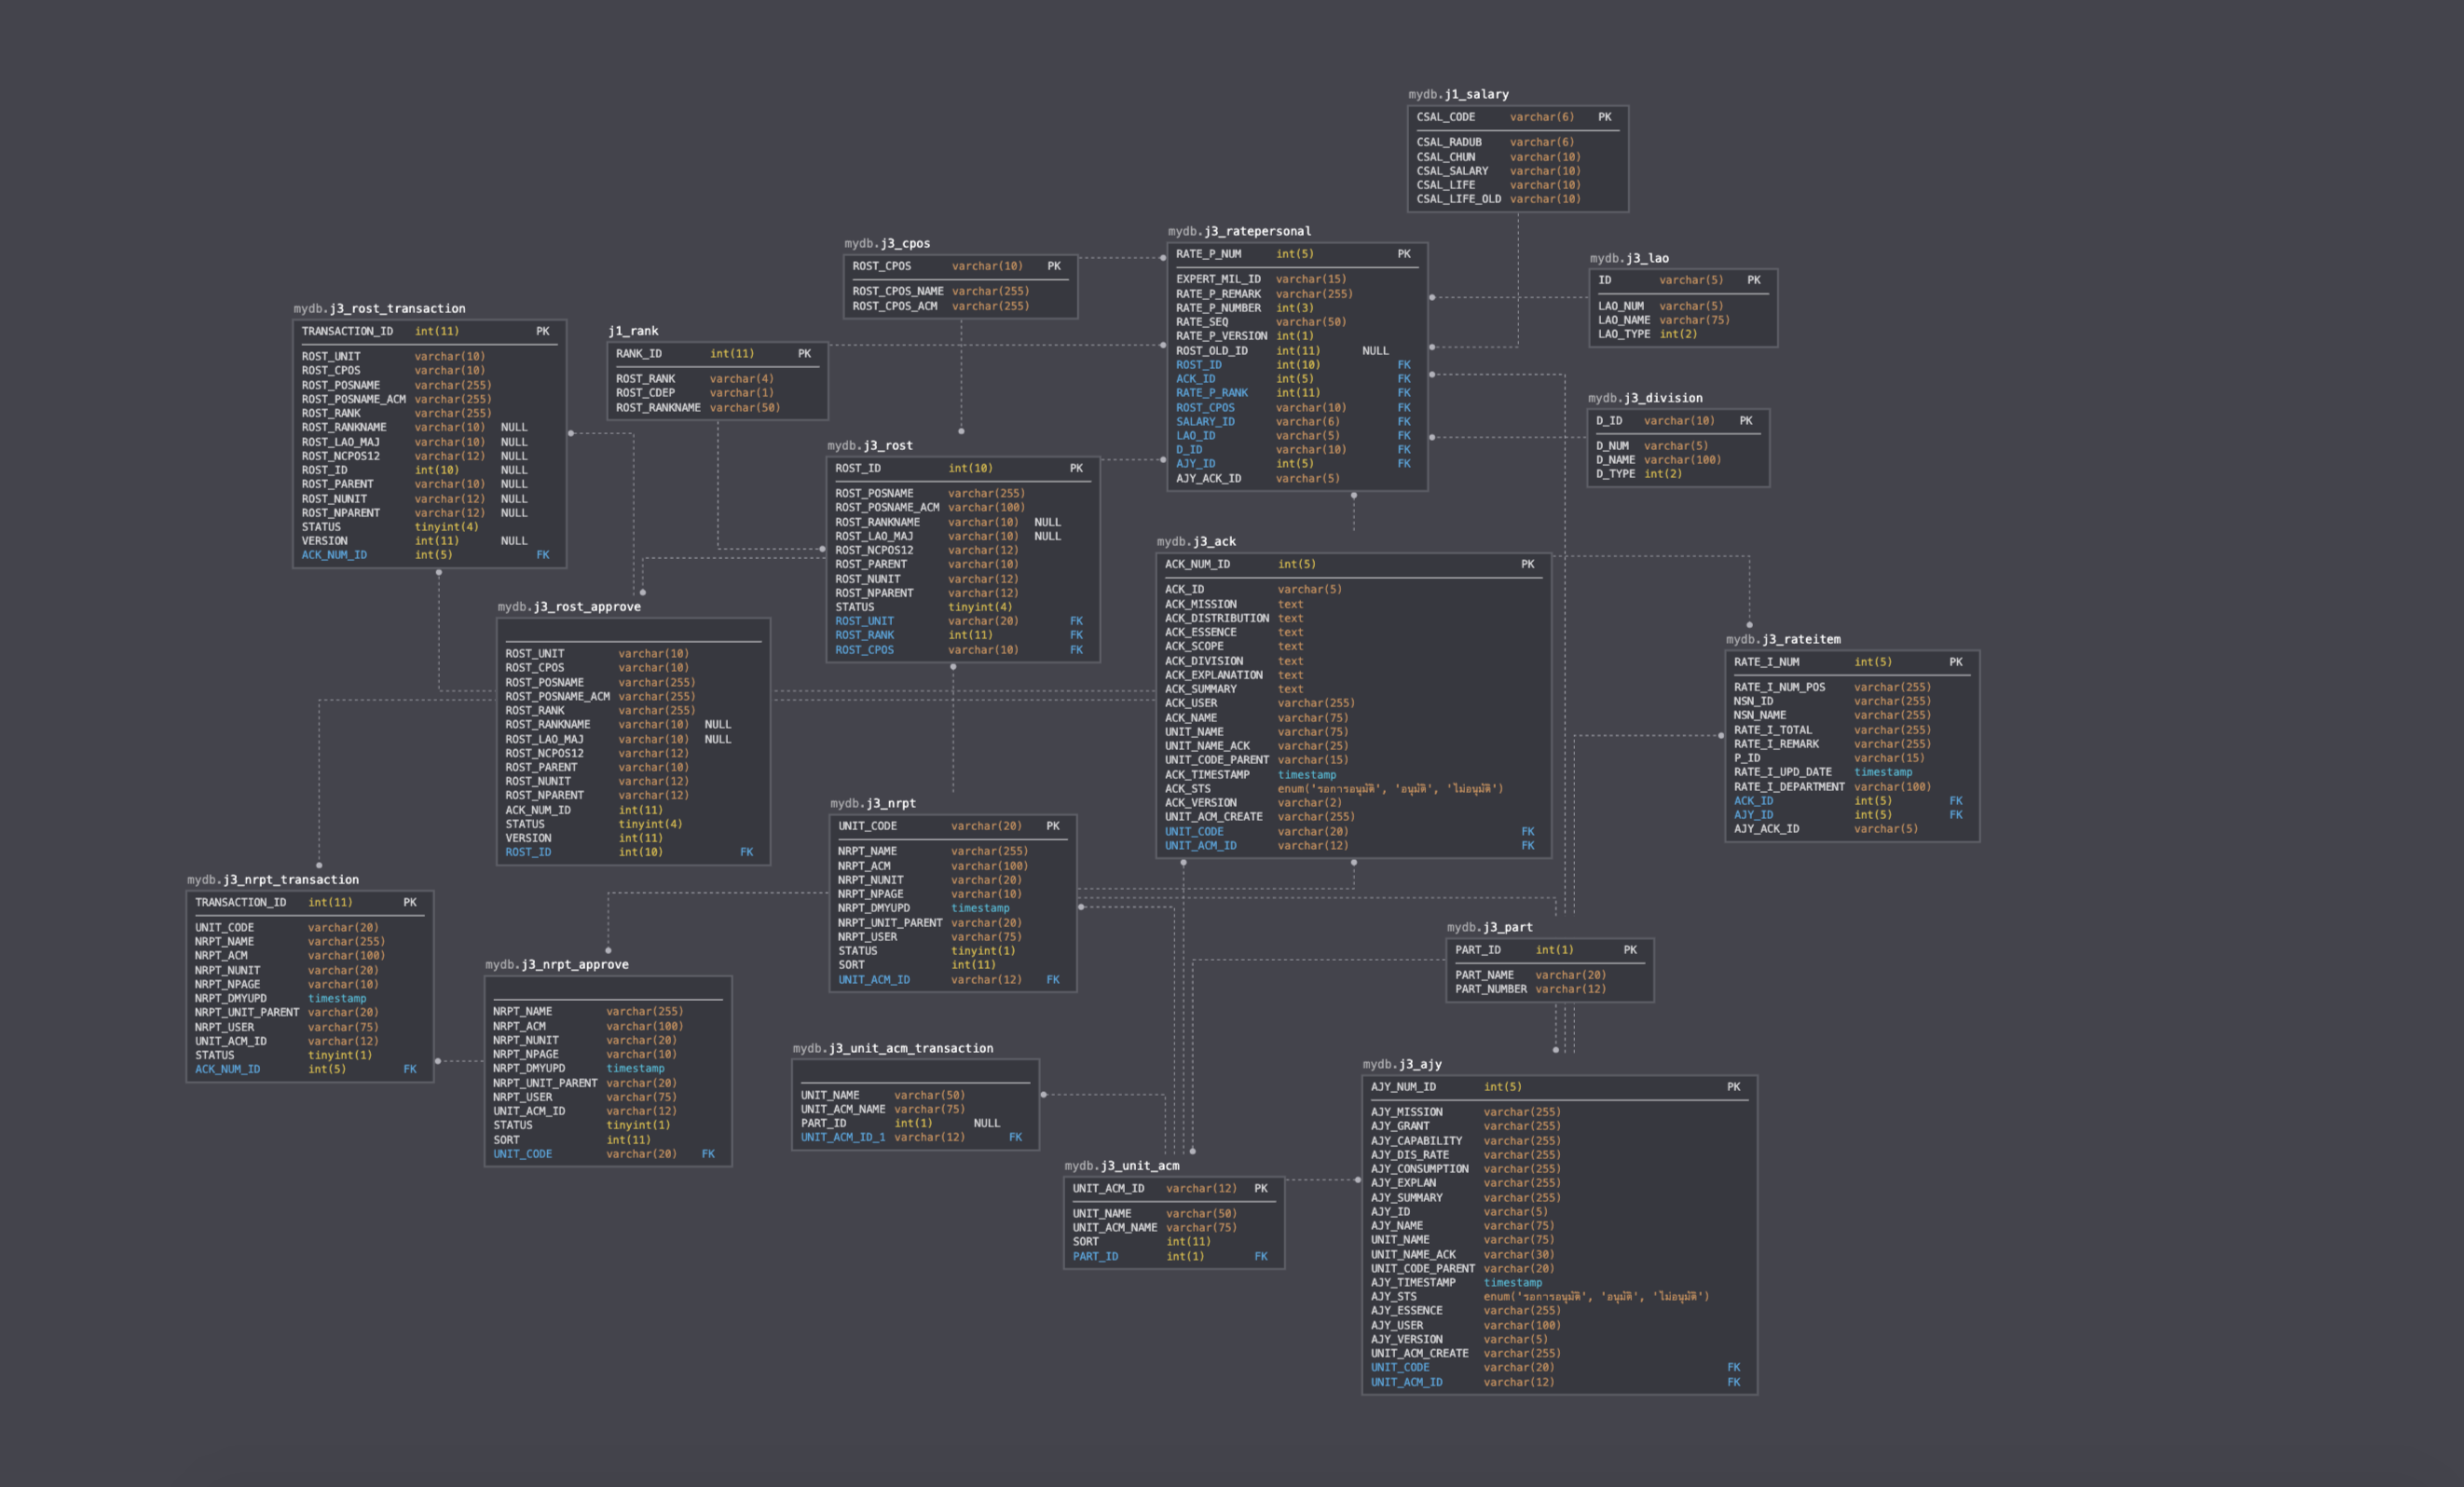 mydb.j1_salary
CSAL_CODE varchar(6) PK
CSAL_RADUB varchar(6)
CSAL_CHUN varchar(10)
CSAL_SALARY varchar(10)
CSAL_LIFE varchar(10)
CSAL_LIFE_OLD varchar(10)
mydb.j3_ratepersonal
RATE_P_NUM int(5) PK
EXPERT_MIL_ID varchar(15)
RATE_P_REMARK varchar(255)
RATE_P_NUMBER int(3)
RATE_SEQ varchar(50)
RATE_P_VERSION int(1)
ROST_OLD_ID int(11) NULL
ROST_ID int(10) FK
ACK_ID int(5) FK
RATE_P_RANK int(11) FK
ROST_CPOS varchar(10) FK
SALARY_ID varchar(6) FK
LAO_ID varchar(5) FK
D_ID varchar(10) FK
AJY_ID int(5) FK
AJY_ACK_ID varchar(5)
mydb.j3_cpos
ROST_CPOS varchar(10) PK
ROST_CPOS_NAME varchar(255)
ROST_CPOS_ACM varchar(255)
mydb.j3_lao
ID varchar(5) PK
LAO_NUM varchar(5)
LAO_NAME varchar(75)
LAO_TYPE int(2)
mydb.j3_rost_transaction
TRANSACTION_ID int(11) PK
ROST_UNIT varchar(10)
ROST_CPOS varchar(10)
ROST_POSNAME varchar(255)
ROST_POSNAME_ACM varchar(255)
ROST_RANK varchar(255)
ROST_RANKNAME varchar(10) NULL
ROST_LAO_MAJ varchar(10) NULL
ROST_NCPOS12 varchar(12) NULL
ROST_ID int(10) NULL
ROST_PARENT varchar(10) NULL
ROST_NUNIT varchar(12) NULL
ROST_NPARENT varchar(12) NULL
STATUS tinyint(4)
VERSION int(11) NULL
ACK_NUM_ID int(5) FK
j1_rank
RANK_ID int(11) PK
ROST_RANK varchar(4)
ROST_CDEP varchar(1)
ROST_RANKNAME varchar(50)
mydb.j3_division
D_ID varchar(10) PK
D_NUM varchar(5)
D_NAME varchar(100)
D_TYPE int(2)
mydb.j3_rost
ROST_ID int(10) PK
ROST_POSNAME varchar(255)
ROST_POSNAME_ACM varchar(100)
ROST_RANKNAME varchar(10) NULL
ROST_LAO_MAJ varchar(10) NULL
ROST_NCPOS12 varchar(12)
ROST_PARENT varchar(10)
ROST_NUNIT varchar(12)
ROST_NPARENT varchar(12)
STATUS tinyint(4)
ROST_UNIT varchar(20) FK
ROST_RANK int(11) FK
ROST_CPOS varchar(10) FK
mydb.j3_ack
ACK_NUM_ID int(5) PK
ACK_ID varchar(5)
ACK_MISSION text
ACK_DISTRIBUTION text
ACK_ESSENCE text
ACK_SCOPE text
ACK_DIVISION text
ACK_EXPLANATION text
ACK_SUMMARY text
ACK_USER varchar(255)
ACK_NAME varchar(75)
UNIT_NAME varchar(75)
UNIT_NAME_ACK varchar(25)
UNIT_CODE_PARENT varchar(15)
ACK_TIMESTAMP timestamp
ACK_STS enum('รอการอนุมัติ', 'อนุมัติ', 'ไม่อนุมัติ')
ACK_VERSION varchar(2)
UNIT_ACM_CREATE varchar(255)
UNIT_CODE varchar(20) FK
UNIT_ACM_ID varchar(12) FK
mydb.j3_rost_approve
ROST_UNIT varchar(10)
ROST_CPOS varchar(10)
ROST_POSNAME varchar(255)
ROST_POSNAME_ACM varchar(255)
ROST_RANK varchar(255)
ROST_RANKNAME varchar(10) NULL
ROST_LAO_MAJ varchar(10) NULL
ROST_NCPOS12 varchar(12)
ROST_PARENT varchar(10)
ROST_NUNIT varchar(12)
ROST_NPARENT varchar(12)
ACK_NUM_ID int(11)
STATUS tinyint(4)
VERSION int(11)
ROST_ID int(10) FK
mydb.j3_rateitem
RATE_I_NUM int(5) PK
RATE_I_NUM_POS varchar(255)
NSN_ID varchar(255)
NSN_NAME varchar(255)
RATE_I_TOTAL varchar(255)
RATE_I_REMARK varchar(255)
P_ID varchar(15)
RATE_I_UPD_DATE timestamp
RATE_I_DEPARTMENT varchar(100)
ACK_ID int(5) FK
AJY_ID int(5) FK
AJY_ACK_ID varchar(5)
mydb.j3_nrpt
UNIT_CODE varchar(20) PK
NRPT_NAME varchar(255)
NRPT_ACM varchar(100)
NRPT_NUNIT varchar(20)
NRPT_NPAGE varchar(10)
NRPT_DMYUPD timestamp
NRPT_UNIT_PARENT varchar(20)
NRPT_USER varchar(75)
STATUS tinyint(1)
SORT int(11)
UNIT_ACM_ID varchar(12) FK
mydb.j3_nrpt_transaction
TRANSACTION_ID int(11) PK
UNIT_CODE varchar(20)
NRPT_NAME varchar(255)
NRPT_ACM varchar(100)
NRPT_NUNIT varchar(20)
NRPT_NPAGE varchar(10)
NRPT_DMYUPD timestamp
NRPT_UNIT_PARENT varchar(20)
NRPT_USER varchar(75)
UNIT_ACM_ID varchar(12)
STATUS tinyint(1)
ACK_NUM_ID int(5) FK
mydb.j3_nrpt_approve
NRPT_NAME varchar(255)
NRPT_ACM varchar(100)
NRPT_NUNIT varchar(20)
NRPT_NPAGE varchar(10)
NRPT_DMYUPD timestamp
NRPT_UNIT_PARENT varchar(20)
NRPT_USER varchar(75)
UNIT_ACM_ID varchar(12)
STATUS tinyint(1)
SORT int(11)
UNIT_CODE varchar(20) FK
mydb.j3_part
PART_ID int(1) PK
PART_NAME varchar(20)
PART_NUMBER varchar(12)
mydb.j3_unit_acm_transaction
UNIT_NAME varchar(50)
UNIT_ACM_NAME varchar(75)
PART_ID int(1) NULL
UNIT_ACM_ID_1 varchar(12) FK
mydb.j3_unit_acm
UNIT_ACM_ID varchar(12) PK
UNIT_NAME varchar(50)
UNIT_ACM_NAME varchar(75)
SORT int(11)
PART_ID int(1) FK
mydb.j3_ajy
AJY_NUM_ID int(5) PK
AJY_MISSION varchar(255)
AJY_GRANT varchar(255)
AJY_CAPABILITY varchar(255)
AJY_DIS_RATE varchar(255)
AJY_CONSUMPTION varchar(255)
AJY_EXPLAN varchar(255)
AJY_SUMMARY varchar(255)
AJY_ID varchar(5)
AJY_NAME varchar(75)
UNIT_NAME varchar(75)
UNIT_NAME_ACK varchar(30)
UNIT_CODE_PARENT varchar(20)
AJY_TIMESTAMP timestamp
AJY_STS enum('รอการอนุมัติ', 'อนุมัติ', 'ไม่อนุมัติ')
AJY_ESSENCE varchar(255)
AJY_USER varchar(100)
AJY_VERSION varchar(5)
UNIT_ACM_CREATE varchar(255)
UNIT_CODE varchar(20) FK
UNIT_ACM_ID varchar(12) FK